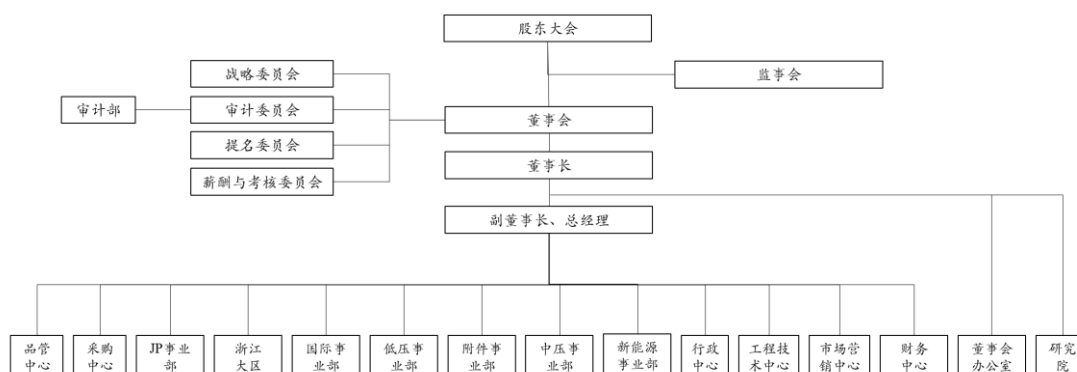 股东大会
监事会
战略委员会
审计部
审计委员会
董事会
提名委员会
董事长
薪酬与考核委员会
副董事长、总经理
品管
中心
采购
中心
JP事业
部
浙江
大区
国际事
业部
低压事
业部
附件事
业部
中压事
业部
新能源
事业部
行政
中心
工程技
术中心
市场营
销中心
财务
中心
董事会
办公室
研究
院